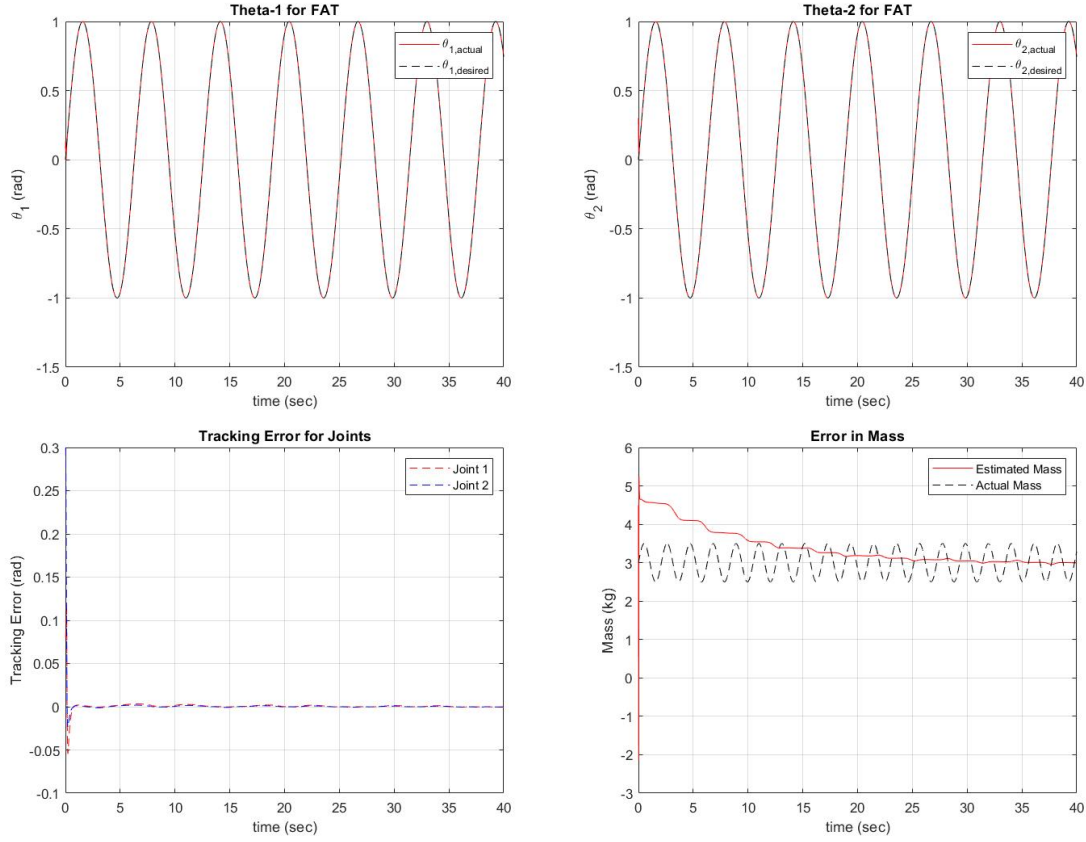 Theta-1 for FAT
θ1,actual
θ1,desired
θ1 (rad)
1
0.5
0
-0.5
-1
-1.5
0 5 10 15 20 25 30 35 40
time (sec)
Theta-2 for FAT
θ2,actual
θ2,desired
θ2 (rad)
1
0.5
0
-0.5
-1
-1.5
0 5 10 15 20 25 30 35 40
time (sec)
Tracking Error for Joints
Joint 1
Joint 2
Tracking Error (rad)
0.3
0.25
0.2
0.15
0.1
0.05
0
-0.05
-0.1
0 5 10 15 20 25 30 35 40
time (sec)
Error in Mass
Estimated Mass
Actual Mass
Mass (kg)
6
5
4
3
2
1
0
-1
-2
-3
0 5 10 15 20 25 30 35 40
time (sec)